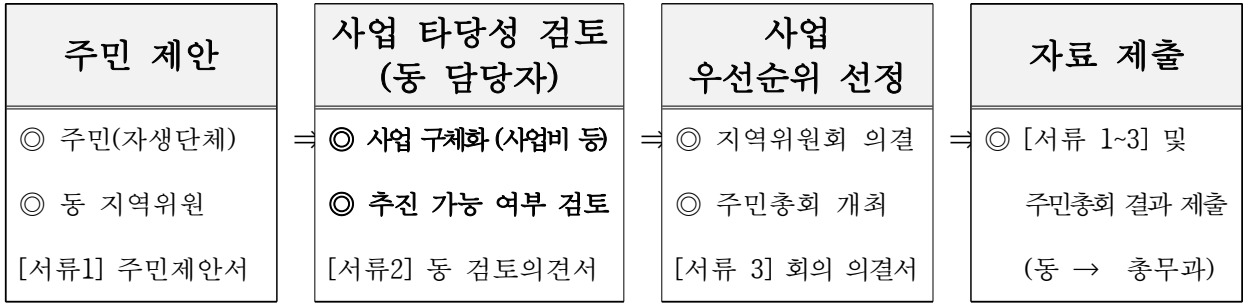 주민 제안
◎ 주민(자생단체)
◎ 동 지역위원
[서류1] 주민제안서
⇒
사업 타당성 검토
(동 담당자)
◎ 사업 구체화 (사업비 등)
◎ 추진 가능 여부 검토
[서류2] 동 검토의견서
⇒
사업
우선순위 선정
◎ 지역위원회 의결
◎ 주민총회 개최
[서류 3] 회의 의결서
⇒
자료 제출
◎ [서류 1~3] 및
주민총회 결과 제출
(동 → 총무과)